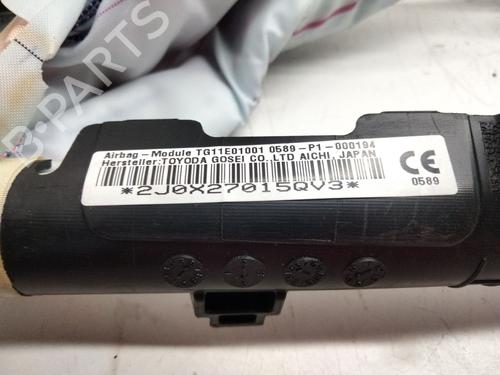 Airbag - Module TG11E01001 0589-P1-000194
Hersteller:TOYODA GOSEI CO.,LTD AICHI, JAPAN
*2J0X27015QV3*
CE
0589
B-PARTS